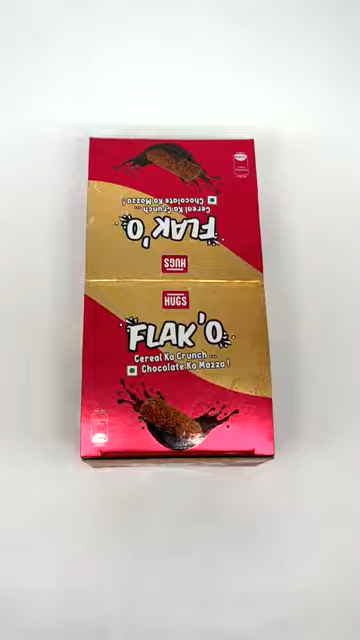 Chocolate Ka Mazza !
Cereal Ka Crunch ...
FLAK'O
HUGS
HUGS
FLAK'O
Cereal Ka Crunch ...
Chocolate Ka Mazza !